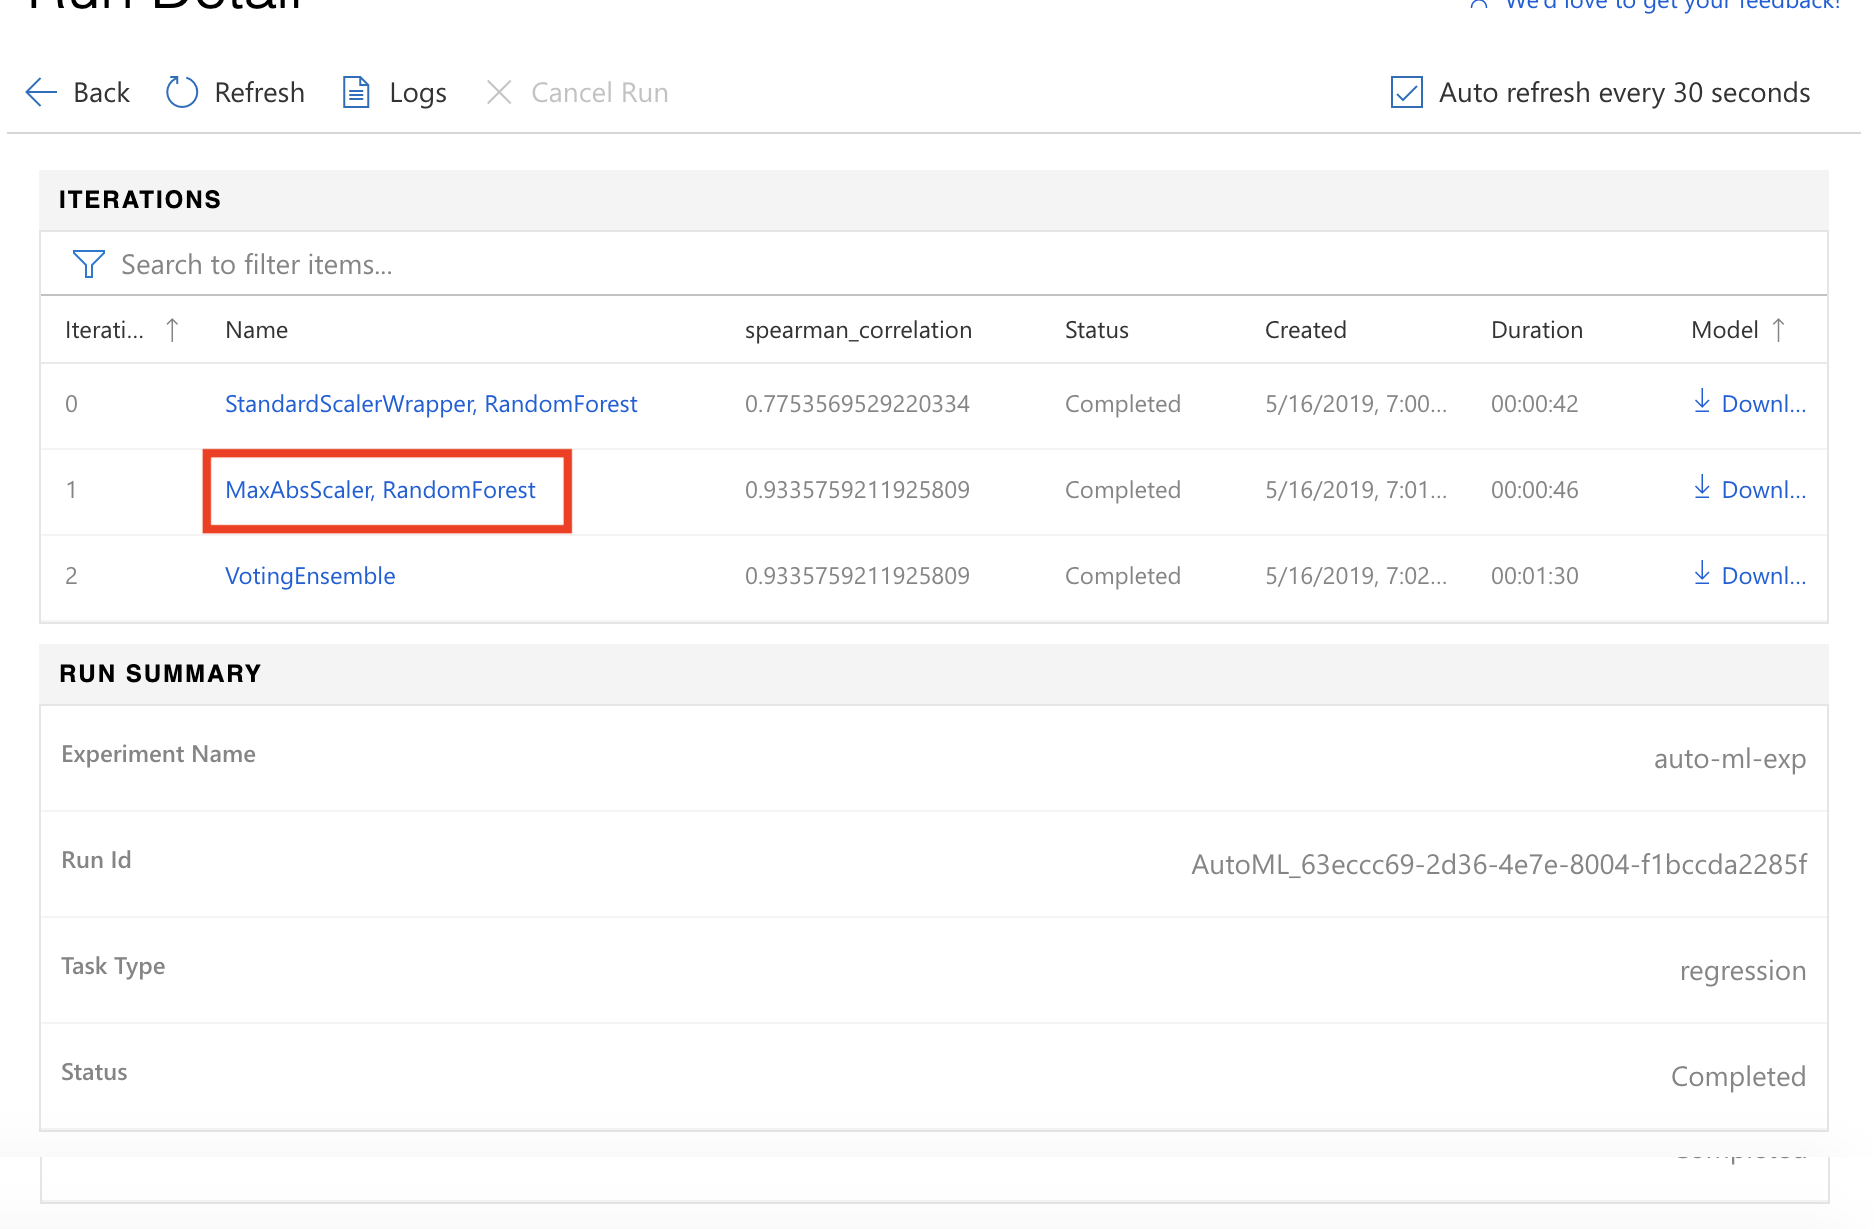 Run Detail
We'd love to get your feedback!
Back Refresh Logs Cancel Run Auto refresh every 30 seconds
ITERATIONS
Search to filter items...
Iterati... Name spearman_correlation Status Created Duration Model
0 StandardScalerWrapper, RandomForest 0.7753569529220334 Completed 5/16/2019, 7:00... 00:00:42 Downl...
1 MaxAbsScaler, RandomForest 0.9335759211925809 Completed 5/16/2019, 7:01... 00:00:46 Downl...
2 VotingEnsemble 0.9335759211925809 Completed 5/16/2019, 7:02... 00:01:30 Downl...
RUN SUMMARY
Experiment Name auto-ml-exp
Run Id AutoML_63eccc69-2d36-4e7e-8004-f1bccda2285f
Task Type regression
Status Completed
Completed